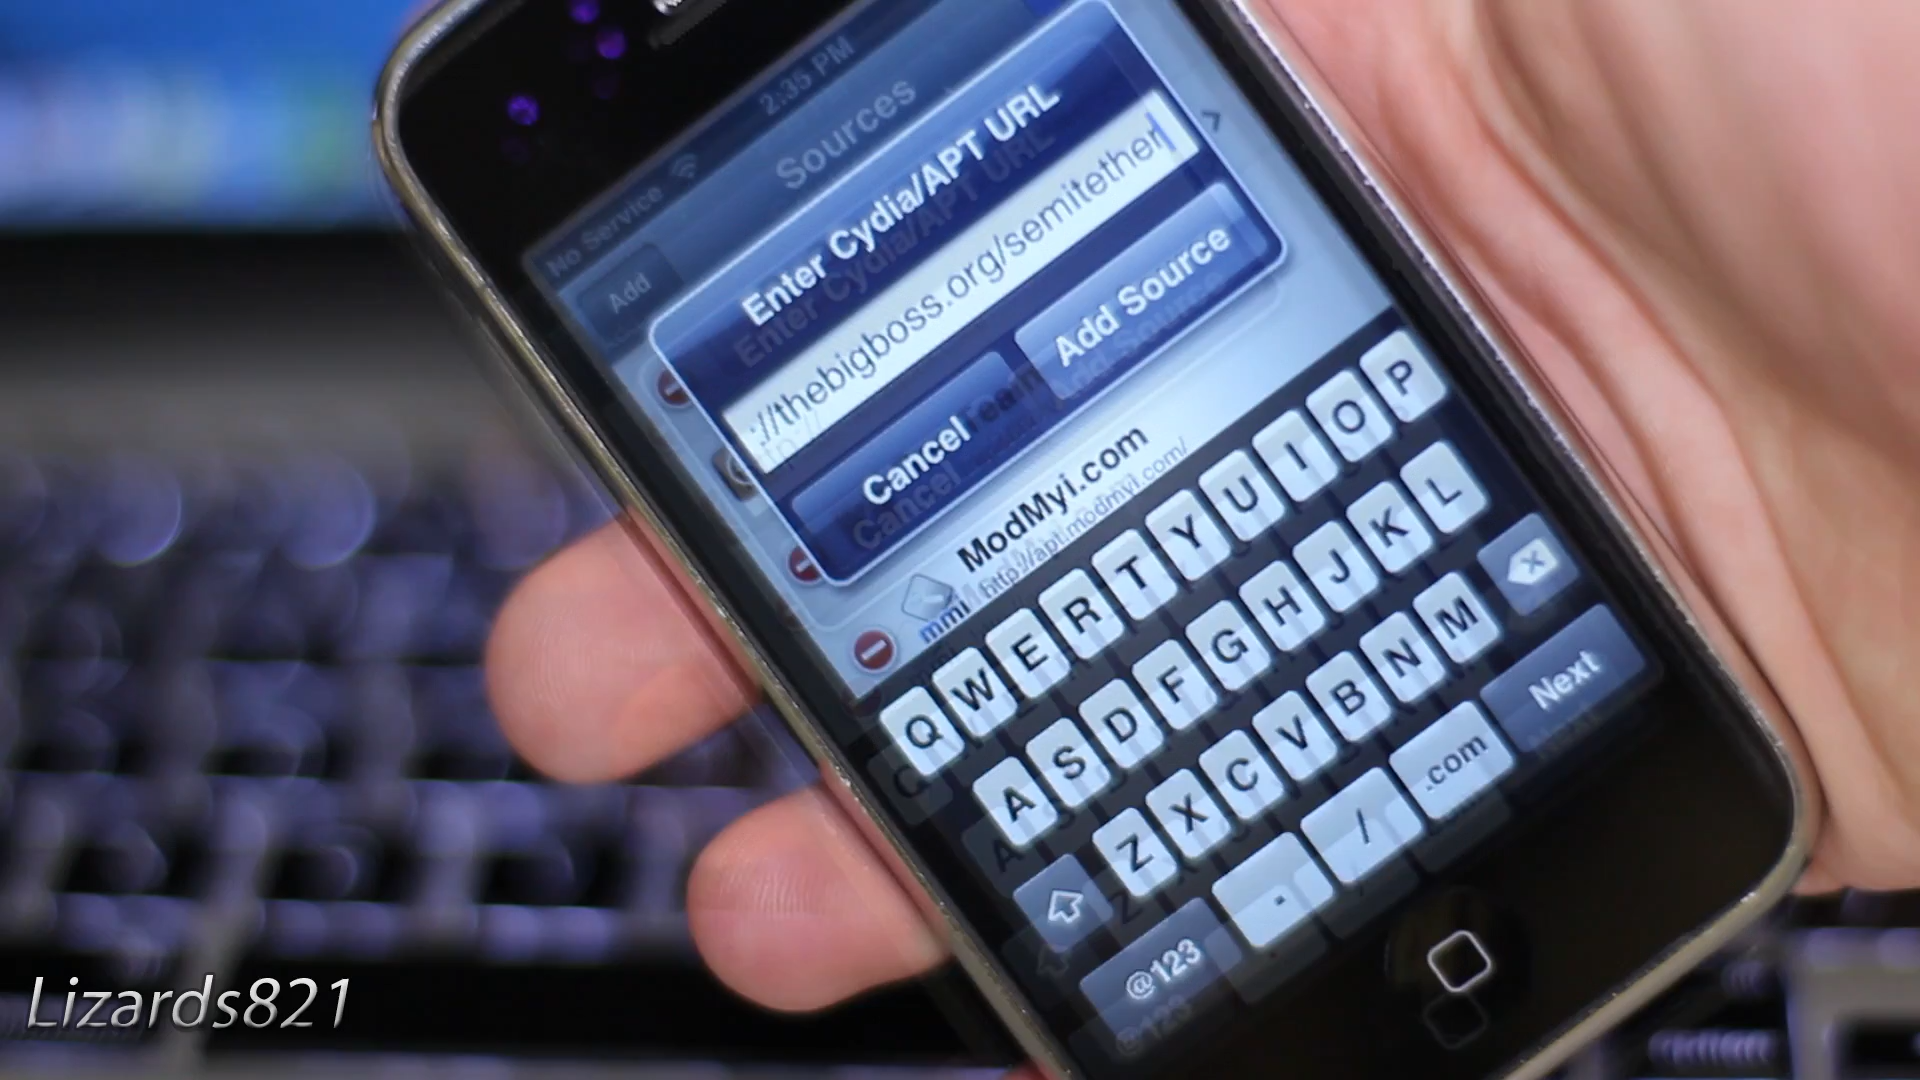 2:35 PM
No Service
Sources
Add
Enter Cydia/APT URL
://thebigboss.org/semitether
Cancel
Add Source
ModMyi.com
http://apt.modmyi.com/
mmi
Q W E R T Y U I O P
A S D F G H J K L
Z X C V B N M
@123 . / .com Next
Lizards821